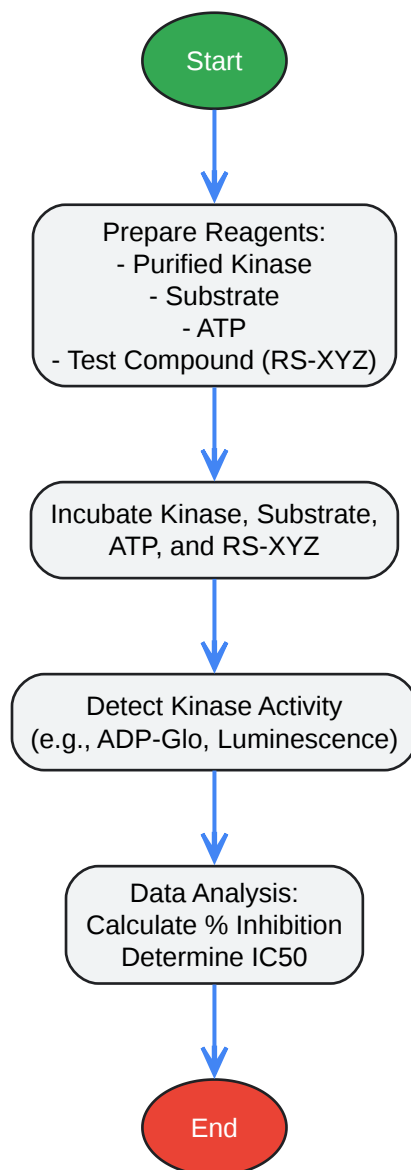 Start
Prepare Reagents:
- Purified Kinase
- Substrate
- ATP
- Test Compound (RS-XYZ)
Incubate Kinase, Substrate,
ATP, and RS-XYZ
Detect Kinase Activity
(e.g., ADP-Glo, Luminescence)
Data Analysis:
Calculate % Inhibition
Determine IC50
End